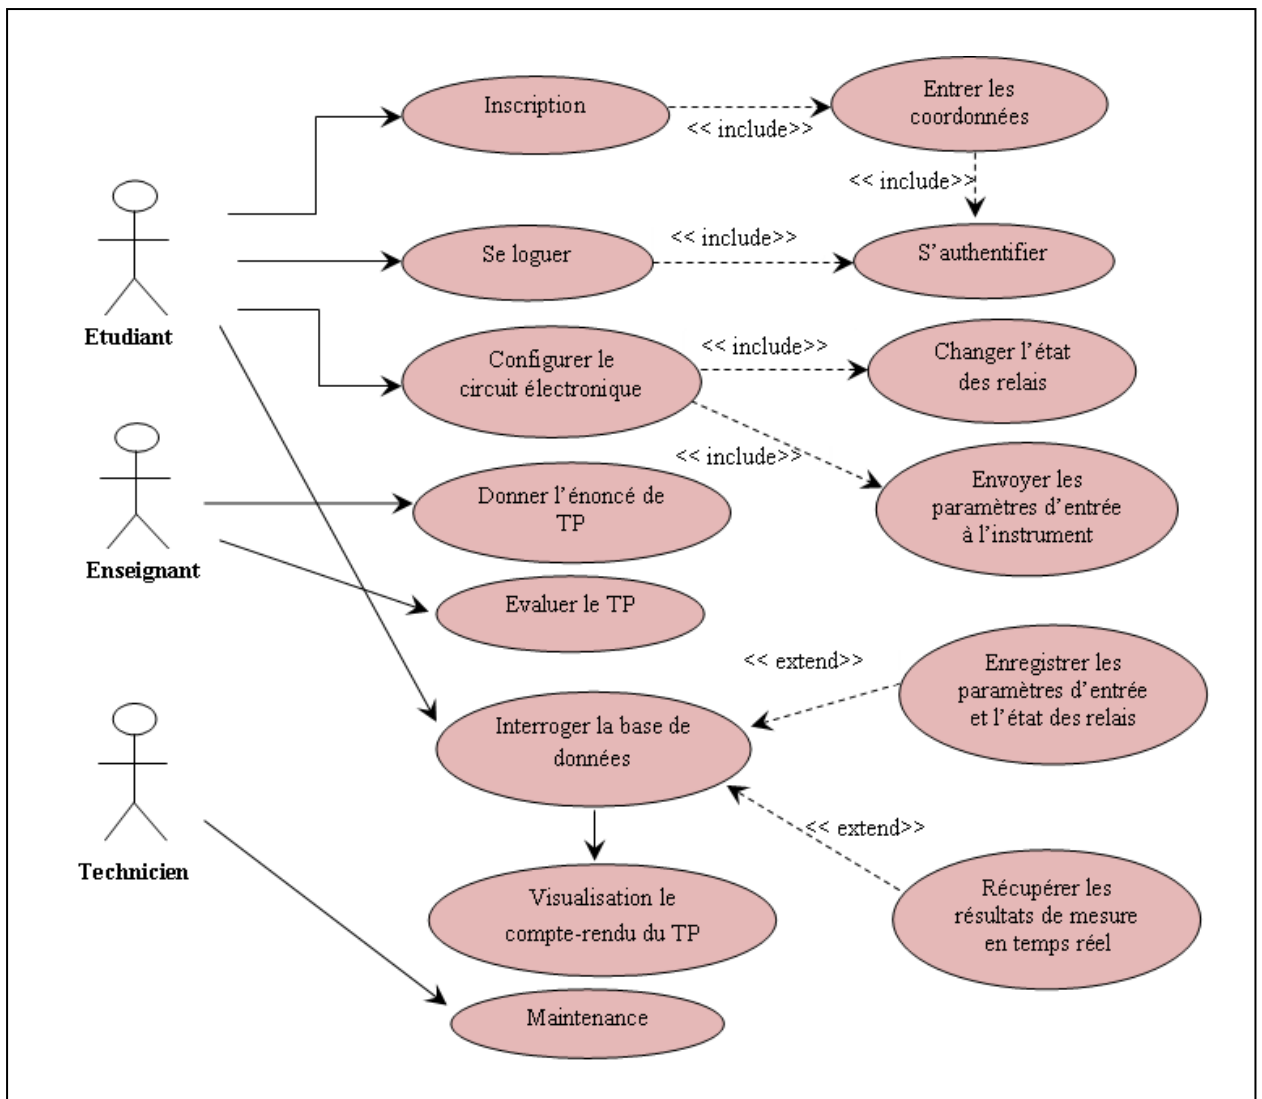 Inscription
<< include>>
Entrer les
coordonnées
<< include>>
Etudiant
Se loguer
<< include>>
S'authentifier
Configurer le
circuit électronique
<< include>>
Changer l'état
des relais
<< include>>
Envoyer les
paramètres d'entrée
à l'instrument
Enseignant
Donner l'énoncé de
TP
Evaluer le TP
<< extend>>
Enregistrer les
paramètres d'entrée
et l'état des relais
Interroger la base de
données
<< extend>>
Technicien
Visualisation le
compte-rendu du TP
Récupérer les
résultats de mesure
en temps réel
Maintenance